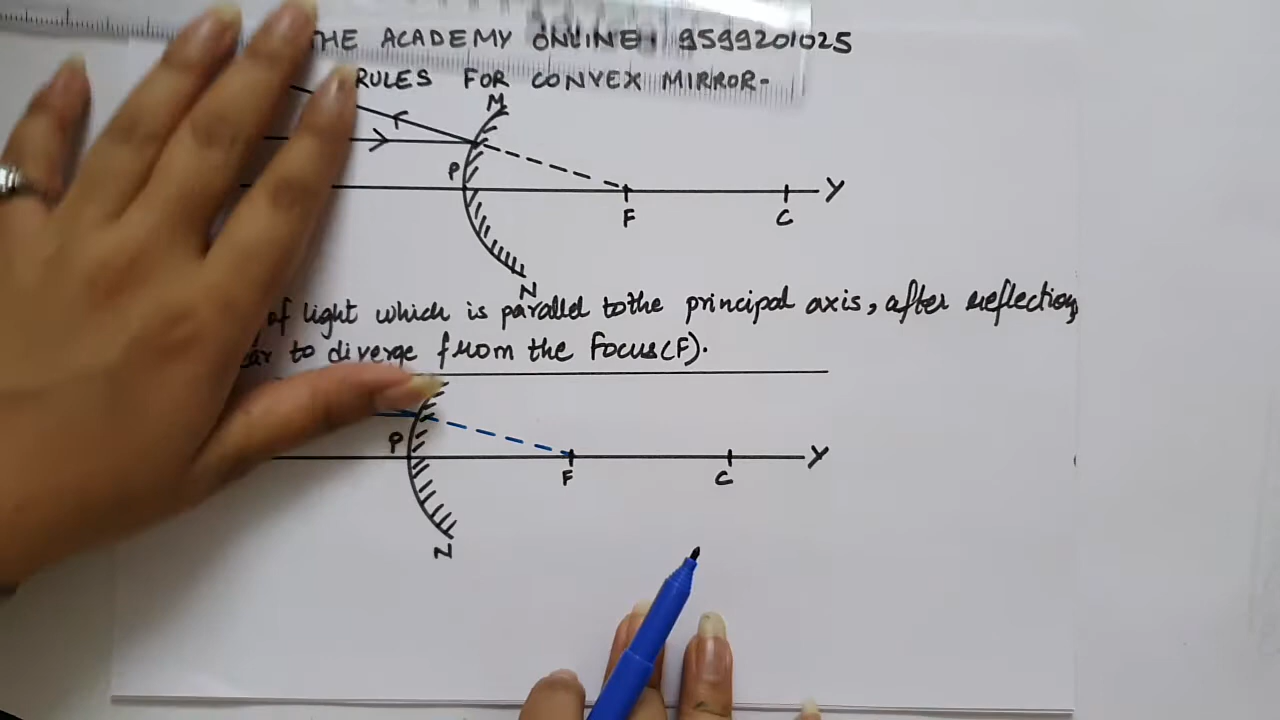 THE ACADEMY ONLINE. 9599201025
RULES FOR CONVEX MIRROR-
M
P
F C Y
N
of light which is parallel to the principal axis, after reflection,
to diverge from the Focus(F).
P
F C Y
N